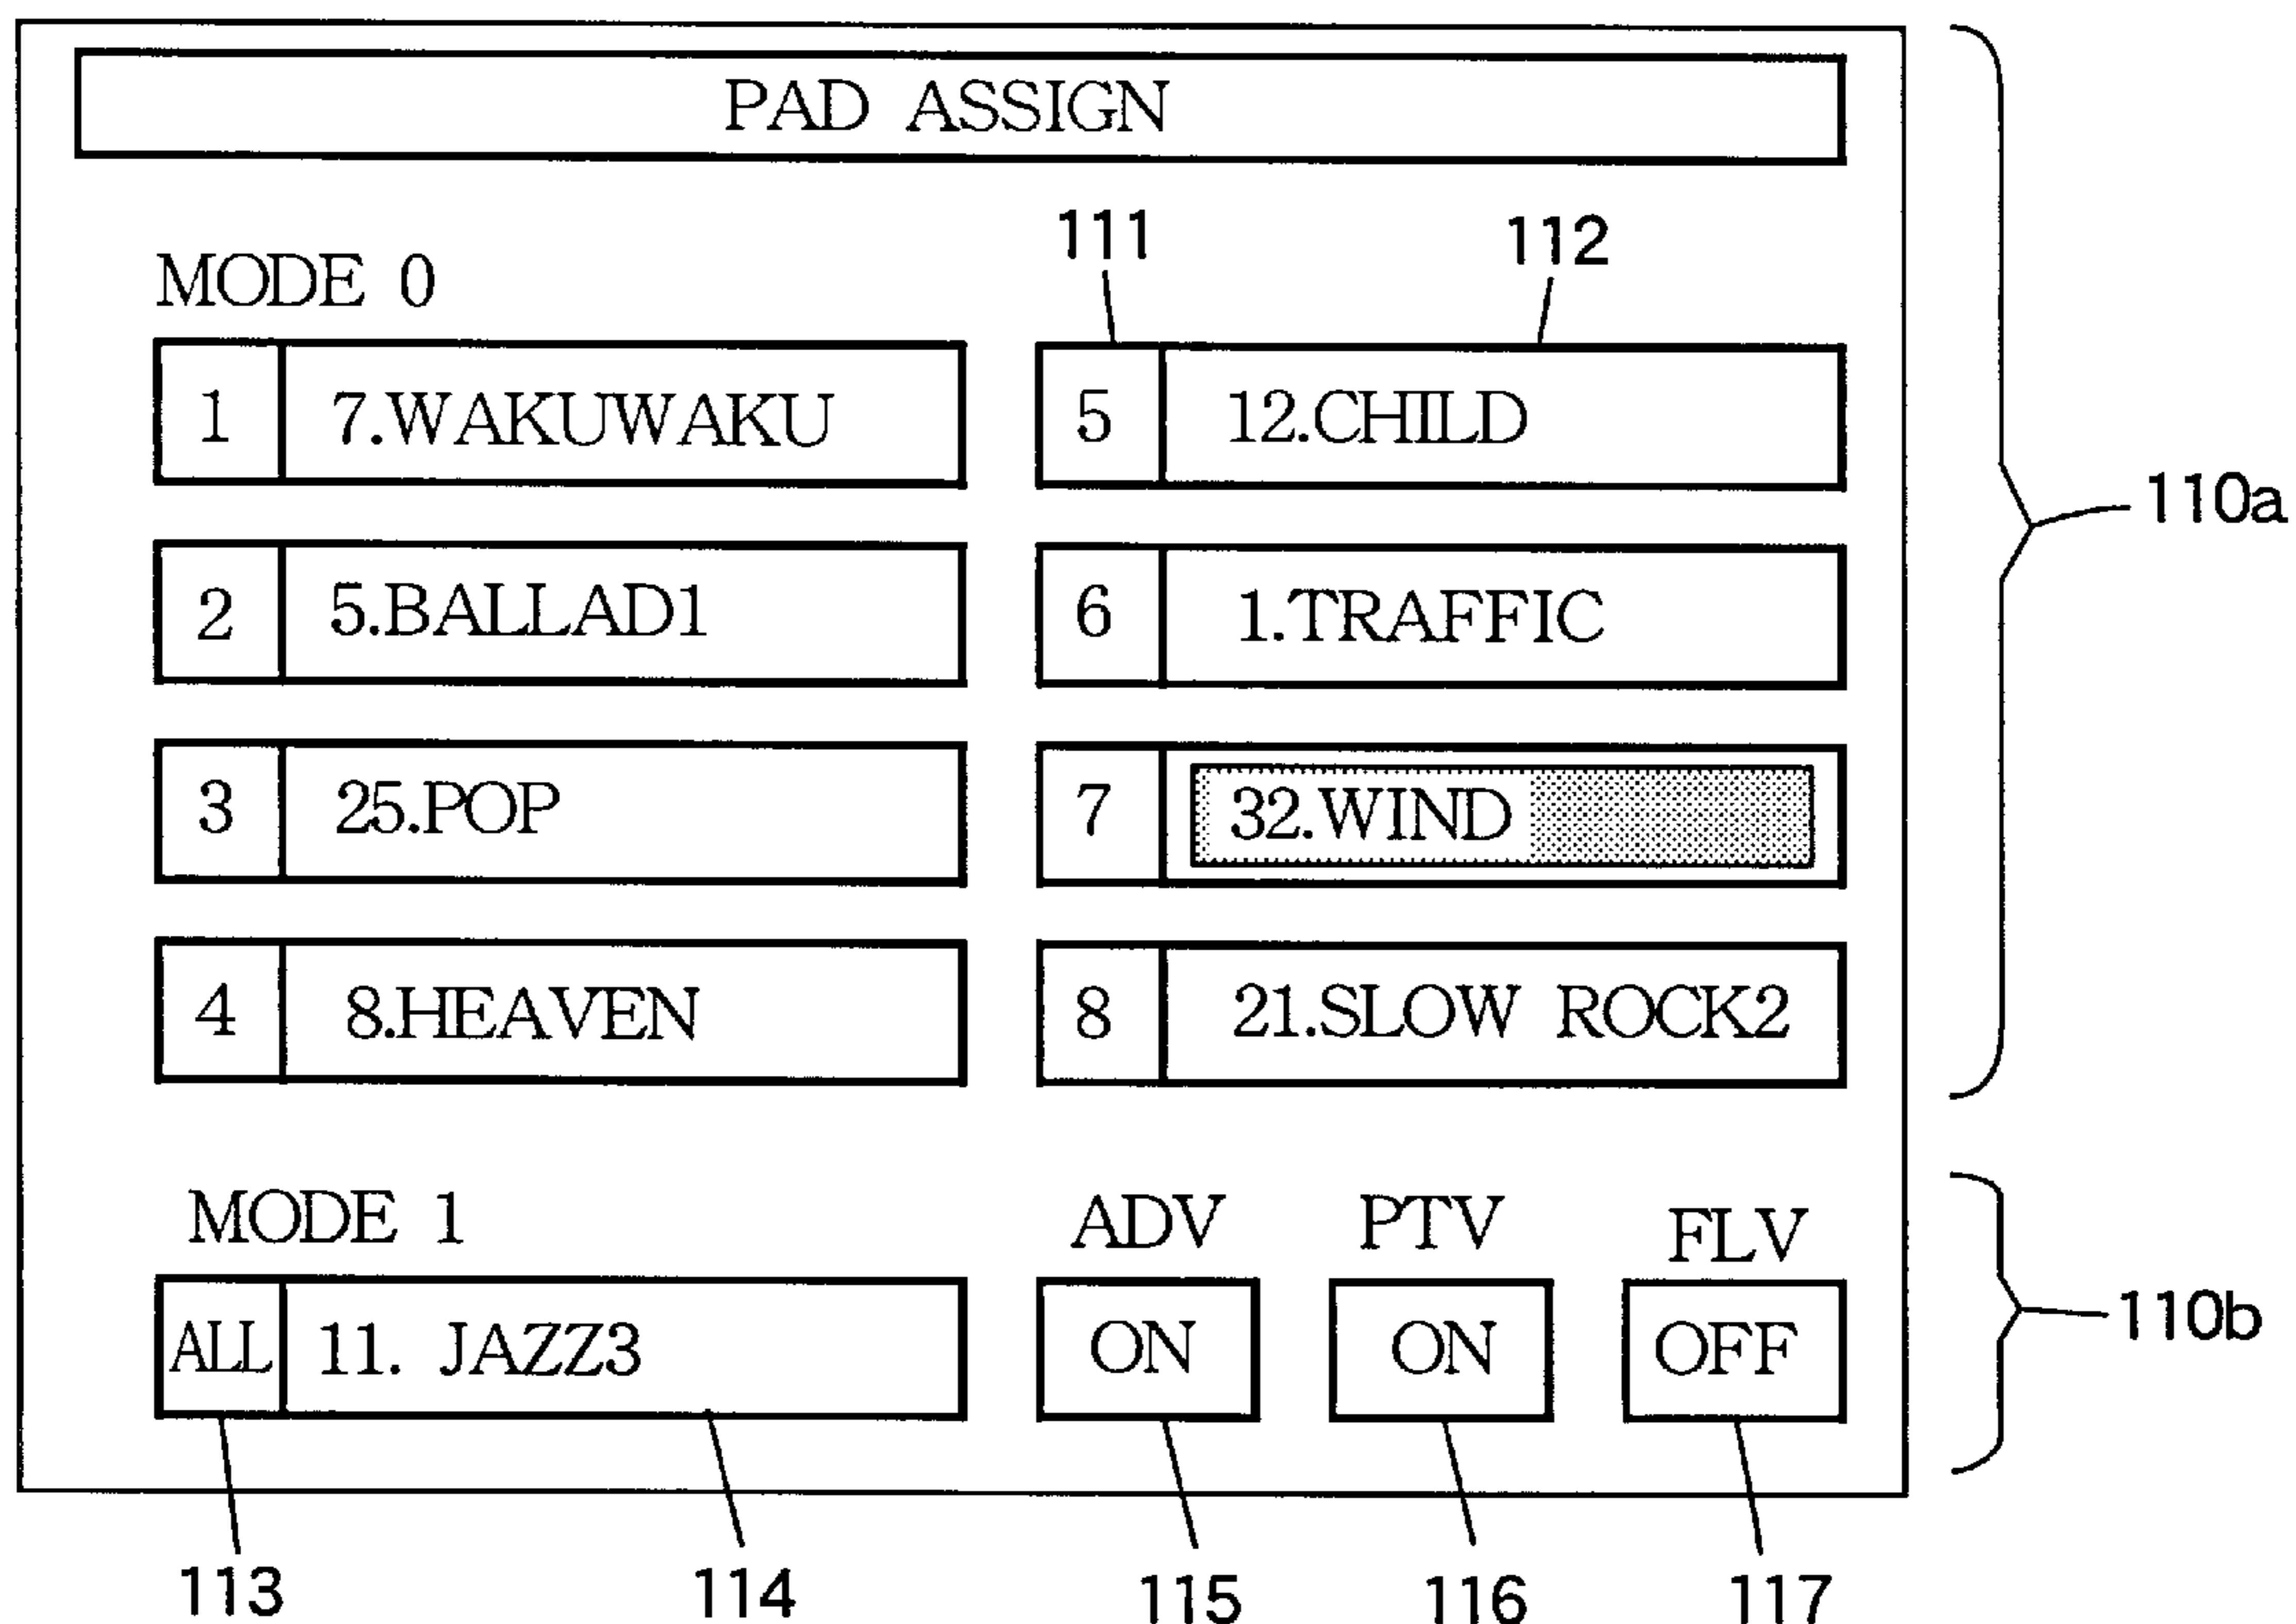 PAD ASSIGN
111 112
MODE 0
1 7.WAKUWAKU 5 12.CHILD
110a
2 5.BALLAD1 6 1.TRAFFIC
3 25.POP 7 32.WIND
4 8.HEAVEN 8 21.SLOW ROCK2
MODE 1 ADV PTV FLV
110b
ALL 11. JAZZ3 ON ON OFF
113 114 115 116 117